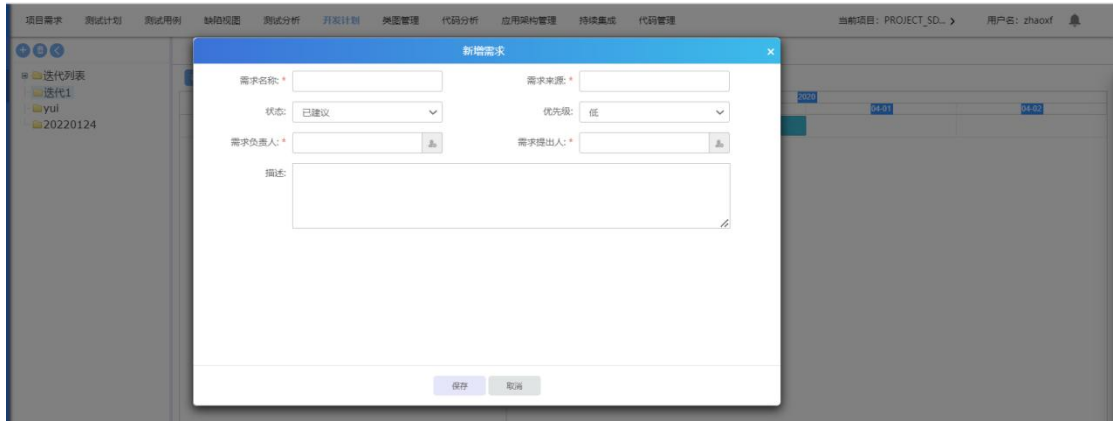 项目需求 测试计划 测试用例 缺陷视图 测试分析 开发计划 类图管理 代码分析 应用架构管理 持续集成 代码管理 当前项目: PROJECT_SD... 用户名: zhaoxf
新增需求 ×
迭代列表
迭代1
yui
20220124
需求名称: * 需求来源: *
状态: 已建议 优先级: 低
需求负责人: * 需求提出人: *
描述:
2020
04-01 04-02
保存 取消